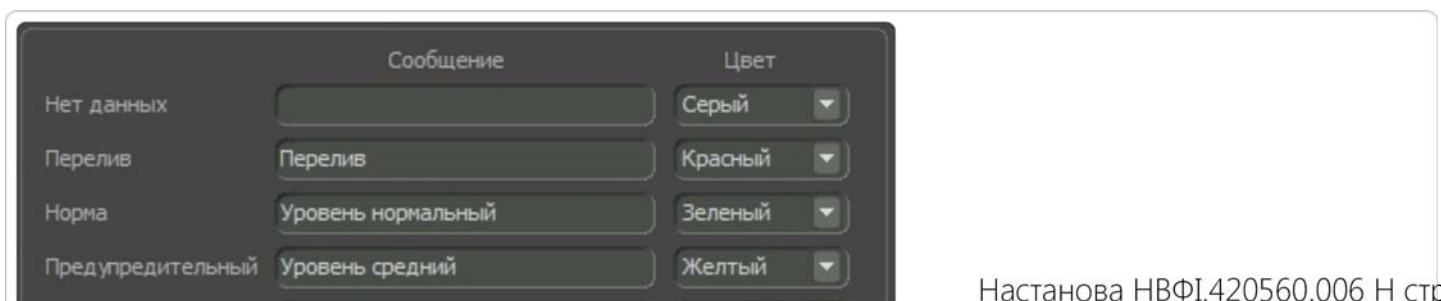 Сообщение Цвет
Нет данных Серый
Перелив Перелив Красный
Норма Уровень нормальный Зеленый
Предупредительный Уровень средний Желтый
Настанова НВФІ.420560.006 Н стр